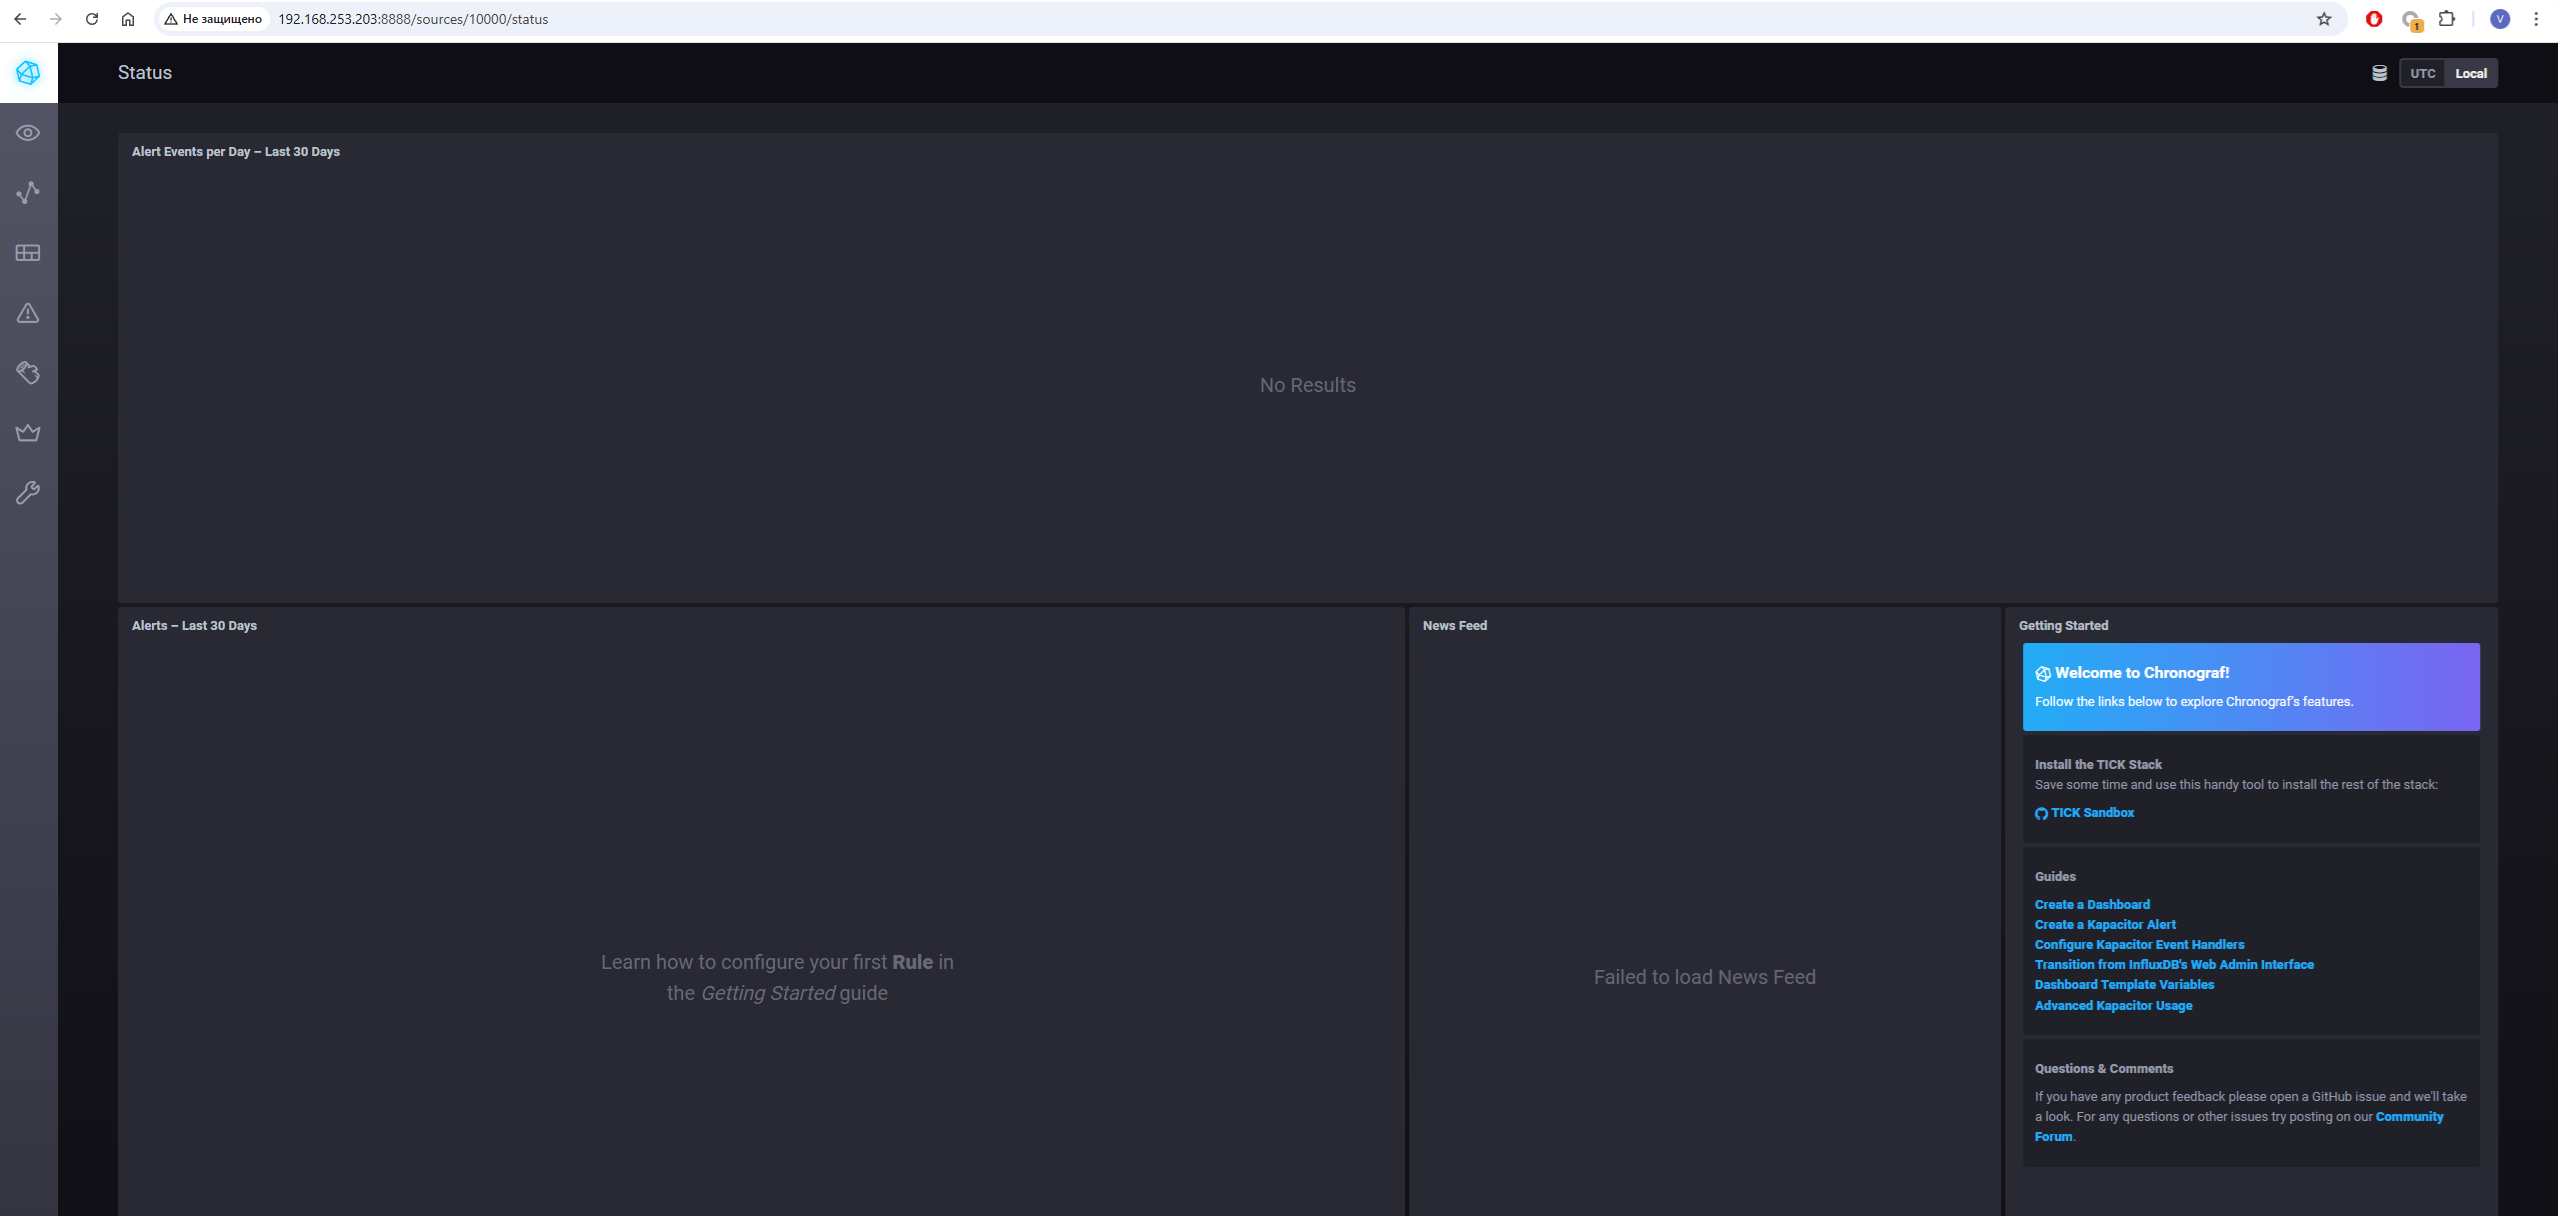 Не защищено
192.168.253.203:8888/sources/10000/status
1
V
Status
UTC
Local
Alert Events per Day – Last 30 Days
No Results
Alerts – Last 30 Days
Learn how to configure your first Rule in
the Getting Started guide
News Feed
Failed to load News Feed
Getting Started
Welcome to Chronograf!
Follow the links below to explore Chronograf's features.
Install the TICK Stack
Save some time and use this handy tool to install the rest of the stack:
TICK Sandbox
Guides
Create a Dashboard
Create a Kapacitor Alert
Configure Kapacitor Event Handlers
Transition from InfluxDB's Web Admin Interface
Dashboard Template Variables
Advanced Kapacitor Usage
Questions & Comments
If you have any product feedback please open a GitHub issue and we'll take
a look. For any questions or other issues try posting on our Community
Forum.